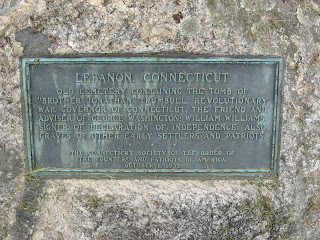 LEBANON, CONNECTICUT
OLD CEMETERY CONTAINING THE TOMB OF
"BROTHER JONATHAN" TRUMBULL, REVOLUTIONARY
WAR GOVERNOR OF CONNECTICUT, THE FRIEND AND
ADVISER OF GEORGE WASHINGTON; WILLIAM WILLIAMS,
SIGNER OF DECLARATION OF INDEPENDENCE. ALSO
GRAVES OF OTHER EARLY SETTLERS AND PATRIOTS.
THE CONNECTICUT SOCIETY OF THE ORDER OF
THE FOUNDERS AND PATRIOTS OF AMERICA
OCTOBER